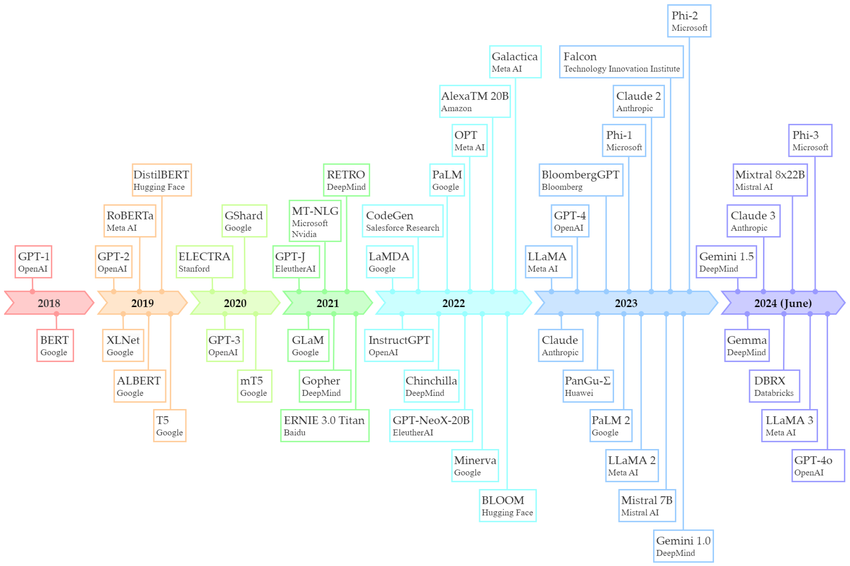 Phi-2
Microsoft
Galactica
Meta AI
Falcon
Technology Innovation Institute
AlexaTM 20B
Amazon
Claude 2
Anthropic
OPT
Meta AI
Phi-1
Microsoft
Phi-3
Microsoft
DistilBERT
Hugging Face
RETRO
DeepMind
PaLM
Google
BloombergGPT
Bloomberg
Mixtral 8x22B
Mistral AI
RoBERTa
Meta AI
GShard
Google
MT-NLG
Microsoft
Nvidia
CodeGen
Salesforce Research
GPT-4
OpenAI
Claude 3
Anthropic
GPT-1
OpenAI
GPT-2
OpenAI
ELECTRA
Stanford
GPT-J
EleutherAI
LaMDA
Google
LLaMA
Meta AI
Gemini 1.5
DeepMind
2018
2019
2020
2021
2022
2023
2024 (June)
BERT
Google
XLNet
Google
GPT-3
OpenAI
GLaM
Google
InstructGPT
OpenAI
Claude
Anthropic
Gemma
DeepMind
ALBERT
Google
mT5
Google
Gopher
DeepMind
Chinchilla
DeepMind
PanGu-Σ
Huawei
DBRX
Databricks
T5
Google
ERNIE 3.0 Titan
Baidu
GPT-NeoX-20B
EleutherAI
PaLM 2
Google
LLaMA 3
Meta AI
Minerva
Google
LLaMA 2
Meta AI
GPT-4o
OpenAI
BLOOM
Hugging Face
Mistral 7B
Mistral AI
Gemini 1.0
DeepMind